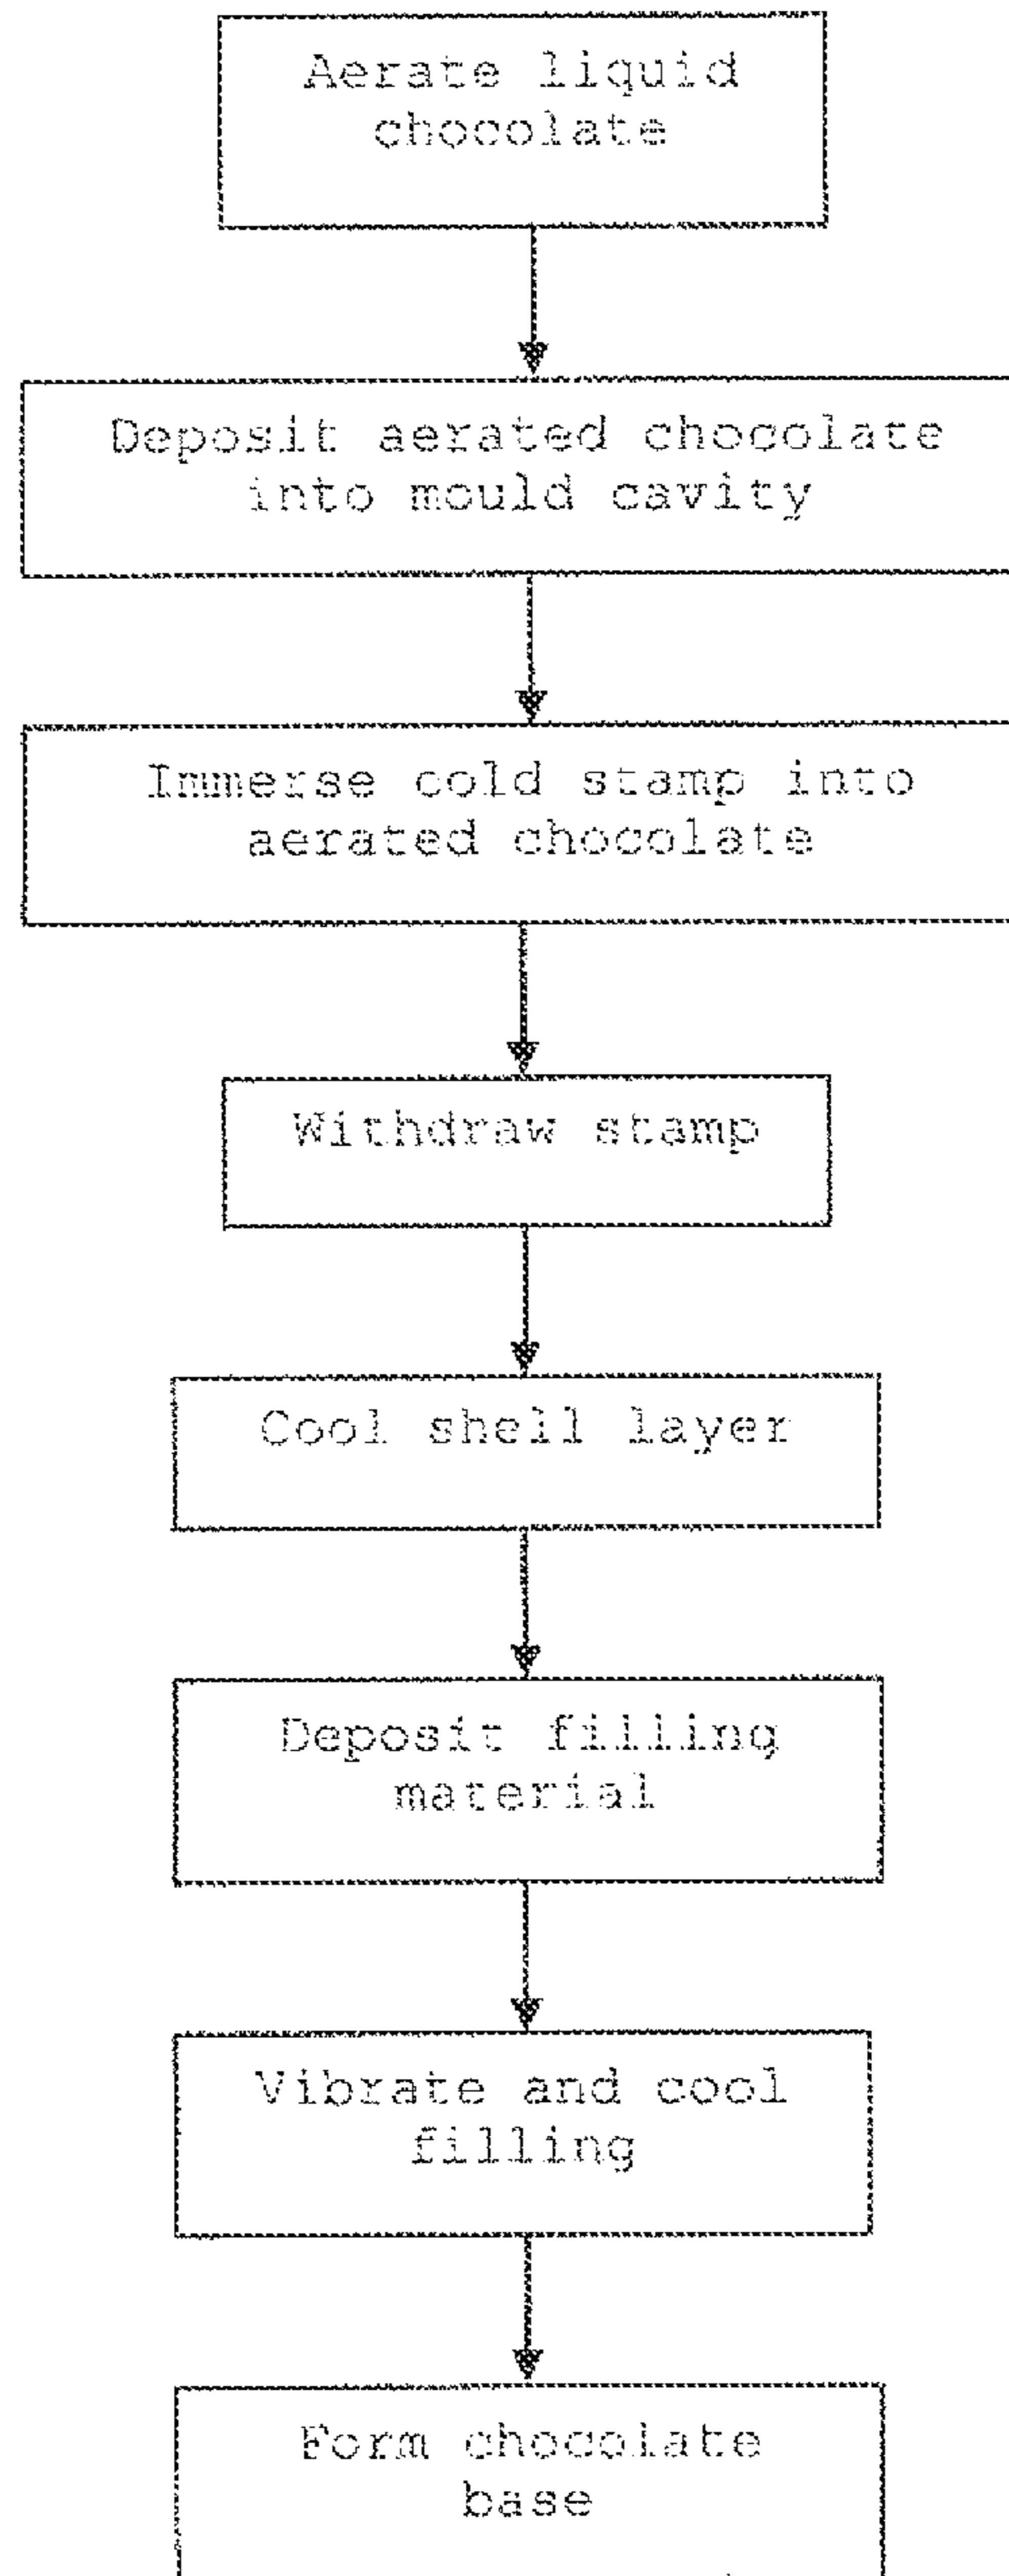 Aerate liquid
chocolate
Deposit aerated chocolate
into mould cavity
Immerse cold stamp into
aerated chocolate
Withdraw stamp
Cool shell layer
Deposit filling
material
Vibrate and cool
filling
Form chocolate
base